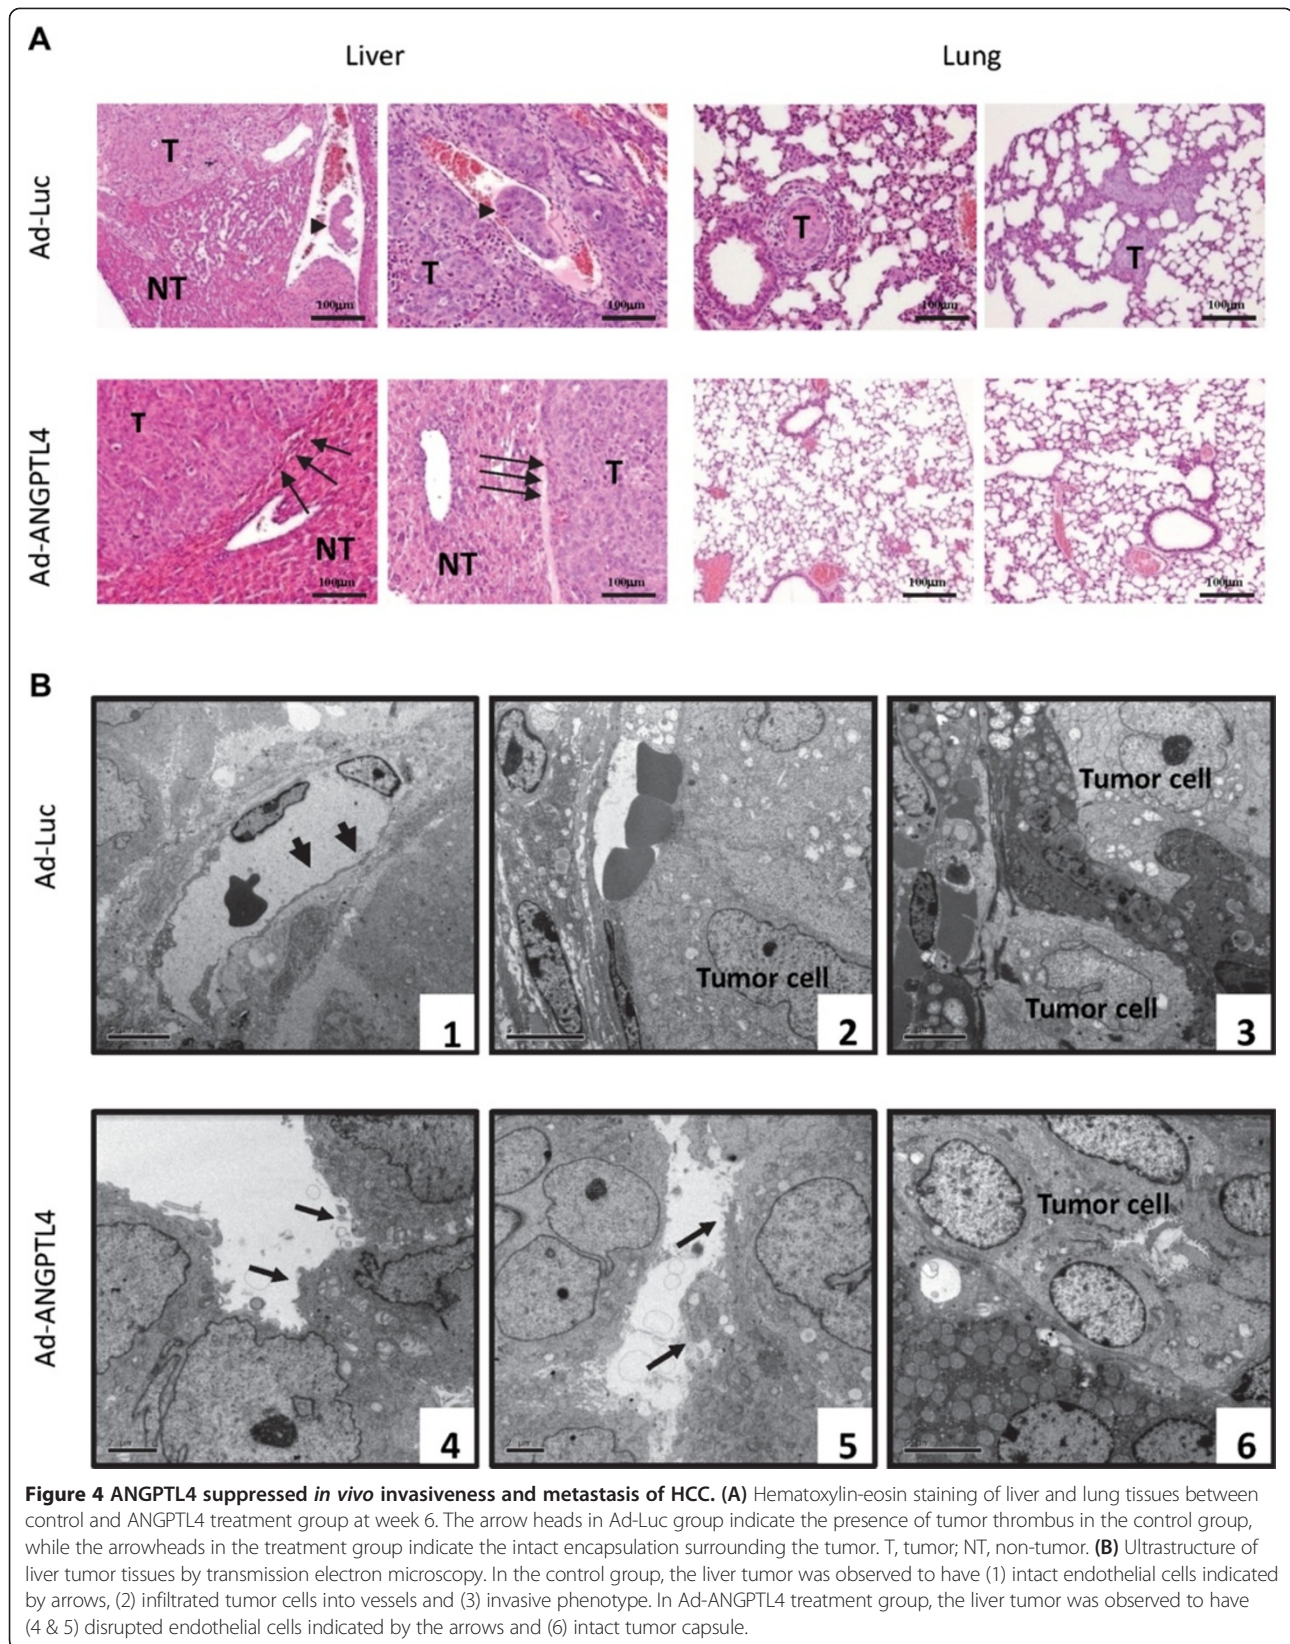 A
Liver
Lung
Ad-Luc
T
NT
100μm
T
100μm
T
100μm
T
100μm
Ad-ANGPTL4
T
NT
100μm
NT
T
100μm
100μm
100μm
B
Ad-Luc
1
Tumor cell
2
Tumor cell
Tumor cell
3
Ad-ANGPTL4
4
5
Tumor cell
6
Figure 4 ANGPTL4 suppressed in vivo invasiveness and metastasis of HCC. (A) Hematoxylin-eosin staining of liver and lung tissues between
control and ANGPTL4 treatment group at week 6. The arrow heads in Ad-Luc group indicate the presence of tumor thrombus in the control group,
while the arrowheads in the treatment group indicate the intact encapsulation surrounding the tumor. T, tumor; NT, non-tumor. (B) Ultrastructure of
liver tumor tissues by transmission electron microscopy. In the control group, the liver tumor was observed to have (1) intact endothelial cells indicated
by arrows, (2) infiltrated tumor cells into vessels and (3) invasive phenotype. In Ad-ANGPTL4 treatment group, the liver tumor was observed to have
(4 & 5) disrupted endothelial cells indicated by the arrows and (6) intact tumor capsule.